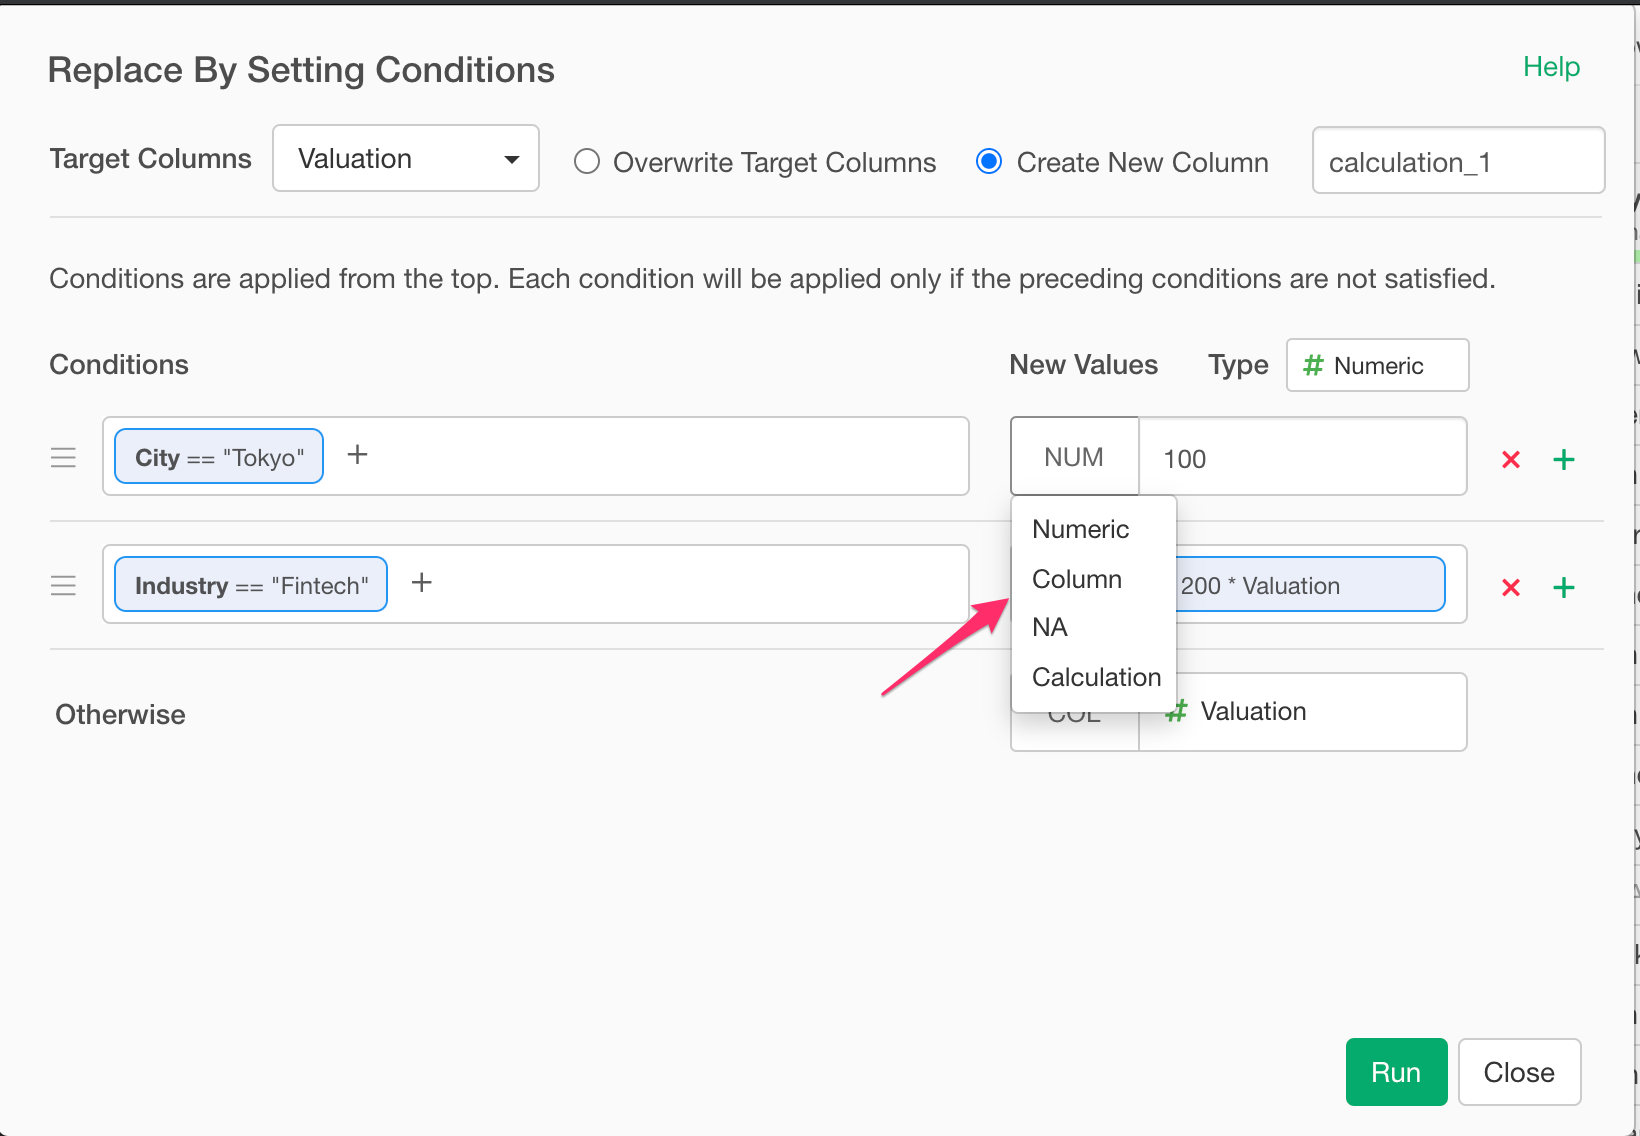 Replace By Setting Conditions
Help
Target Columns
Valuation
Overwrite Target Columns
Create New Column
calculation_1
Conditions are applied from the top. Each condition will be applied only if the preceding conditions are not satisfied.
Conditions
New Values
Type
# Numeric
City == "Tokyo"
+
NUM
100
Numeric
Column
NA
Calculation
Industry == "Fintech"
+
200 * Valuation
Otherwise
COL
# Valuation
Run
Close